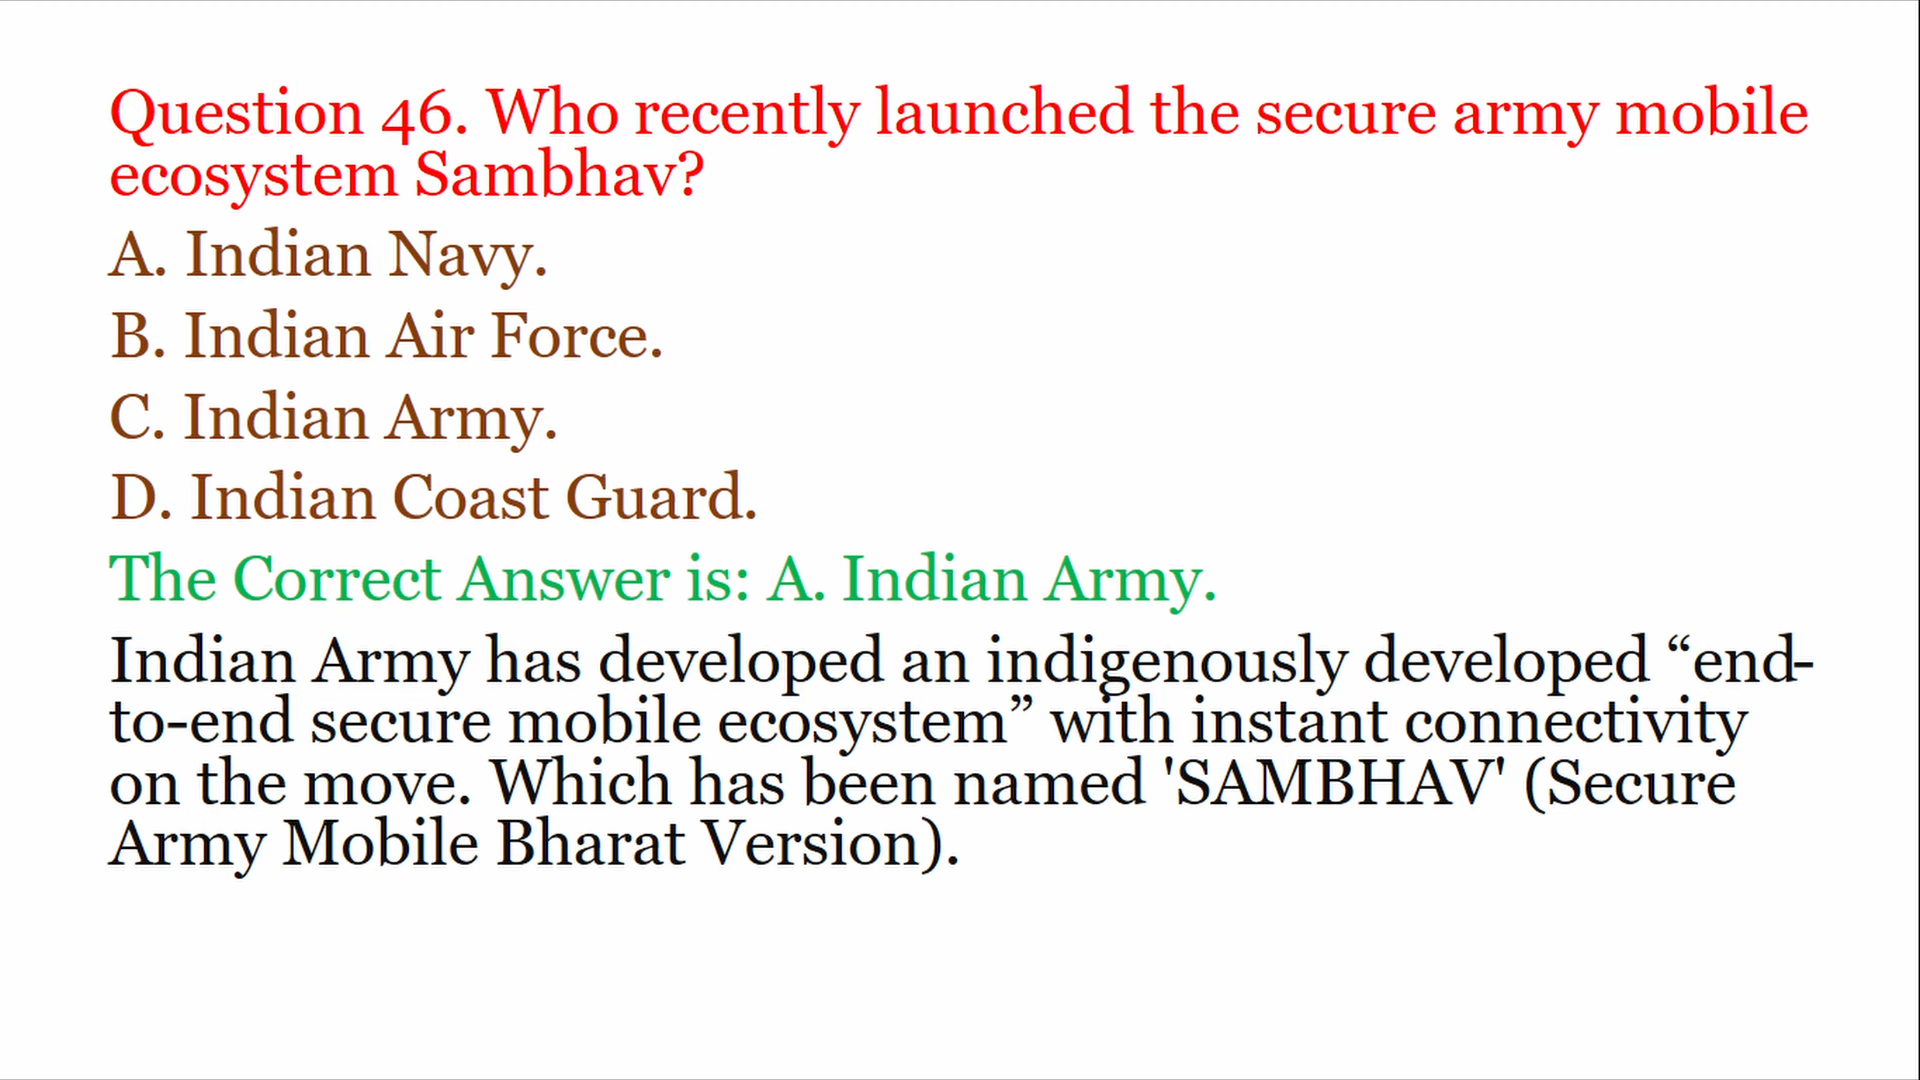 Question 46. Who recently launched the secure army mobile
ecosystem Sambhav?
A. Indian Navy.
B. Indian Air Force.
C. Indian Army.
D. Indian Coast Guard.
The Correct Answer is: A. Indian Army.
Indian Army has developed an indigenously developed “end-
to-end secure mobile ecosystem” with instant connectivity
on the move. Which has been named 'SAMBHAV' (Secure
Army Mobile Bharat Version).